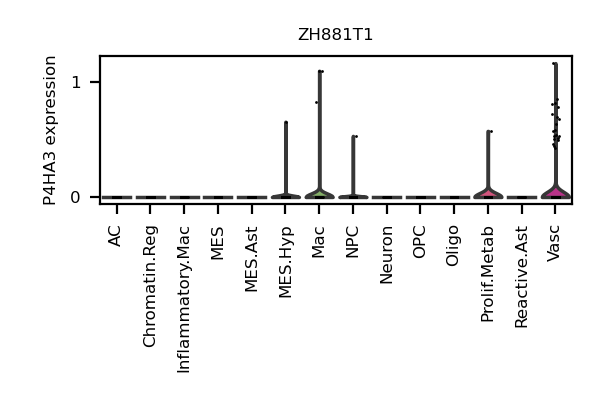 ZH881T1
P4HA3 expression
1
0
AC
Chromatin.Reg
Inflammatory.Mac
MES
MES.Ast
MES.Hyp
Mac
NPC
Neuron
OPC
Oligo
Prolif.Metab
Reactive.Ast
Vasc